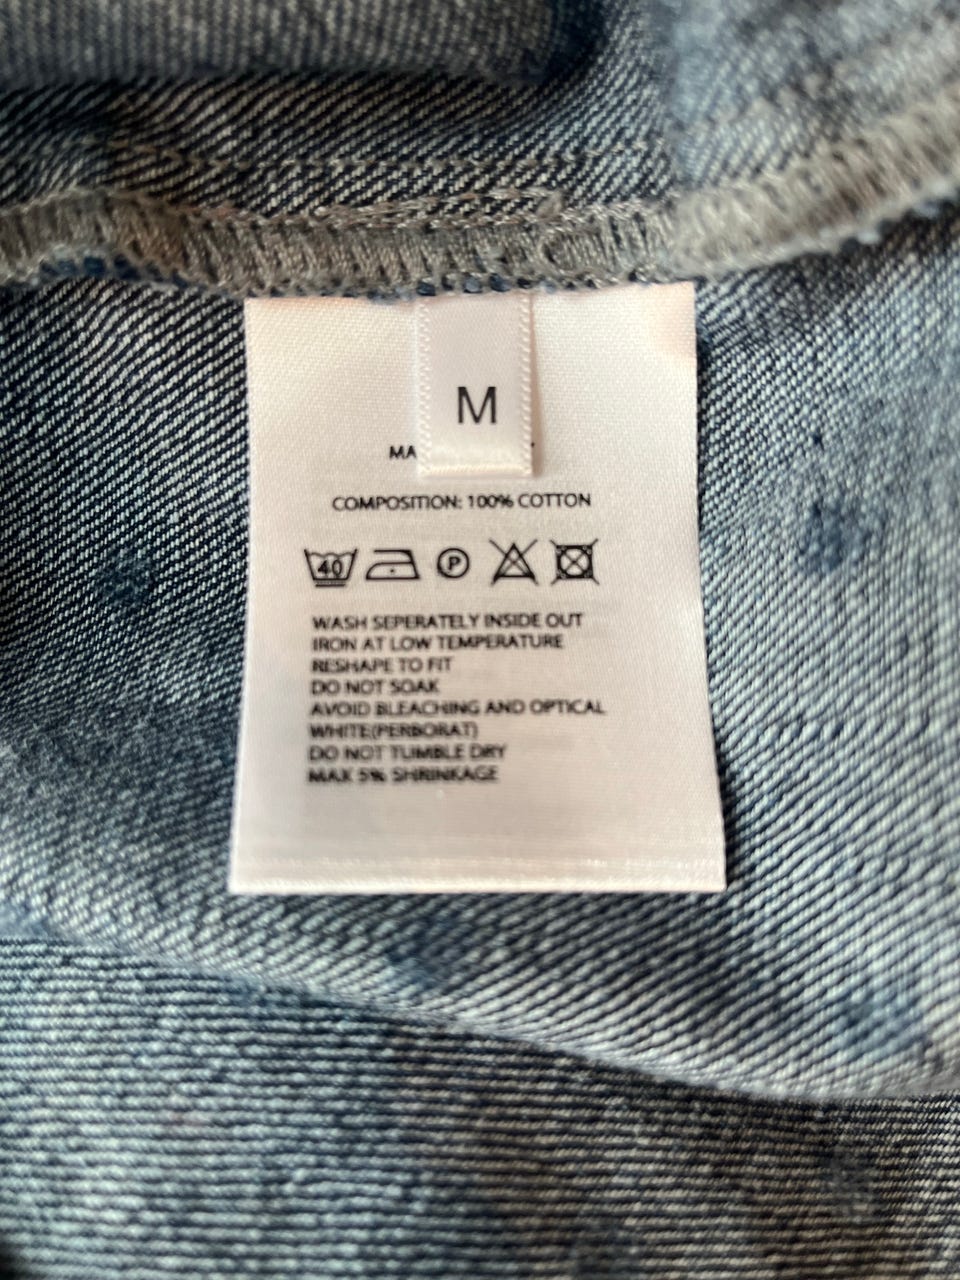 M
MA
COMPOSITION: 100% COTTON
40 P
WASH SEPERATELY INSIDE OUT
IRON AT LOW TEMPERATURE
RESHAPE TO FIT
DO NOT SOAK
AVOID BLEACHING AND OPTICAL
WHITE(PERBORAT)
DO NOT TUMBLE DRY
MAX 5% SHRINKAGE